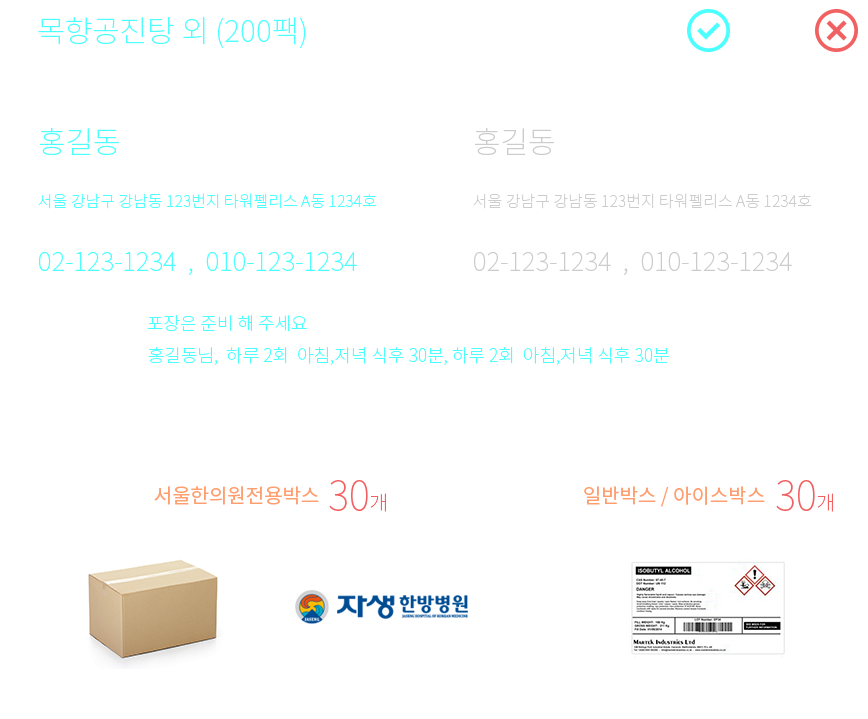 목향공진탕 외 (200팩)
홍길동
서울 강남구 강남동 123번지 타워펠리스 A동 1234호
02-123-1234 , 010-123-1234
홍길동
서울 강남구 강남동 123번지 타워펠리스 A동 1234호
02-123-1234 , 010-123-1234
포장은 준비 해 주세요
홍길동님, 하루 2회 아침,저녁 식후 30분, 하루 2회 아침,저녁 식후 30분
서울한의원전용박스 30개
일반박스 / 아이스박스 30개
JASENG
자생한방병원
JASENG HOSPITAL OF KOREAN MEDICINE
ISOBUTYL ALCOHOL
DANGER
Martek Industries Ltd